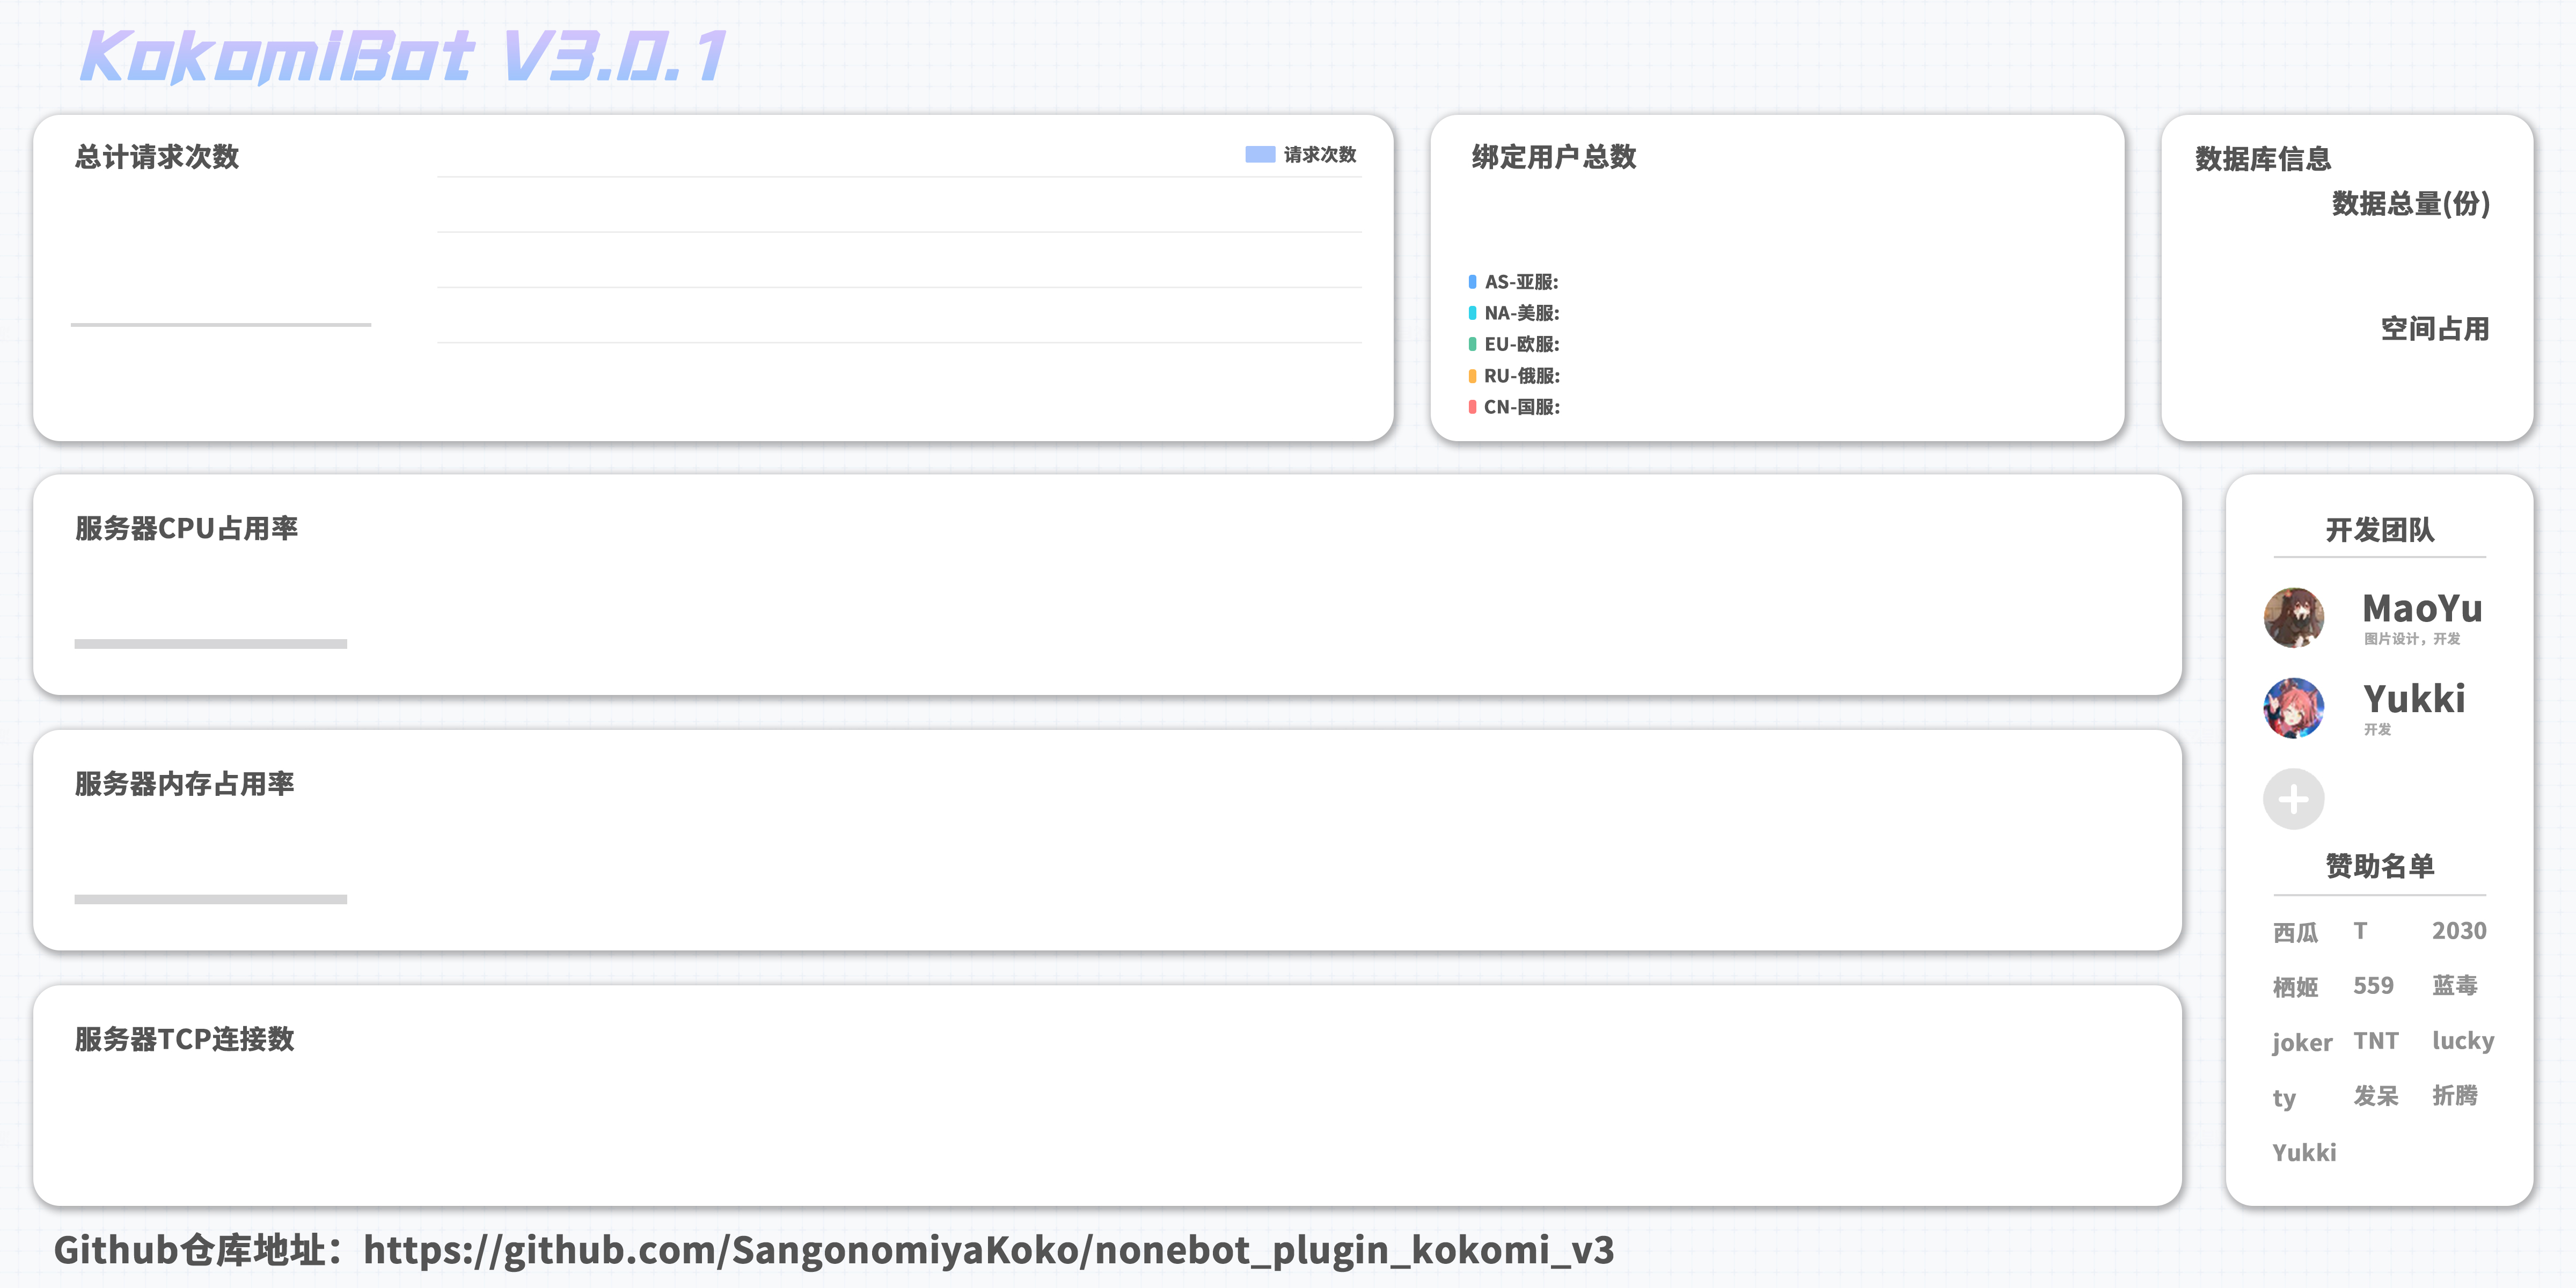 KokomiBot V3.0.1
总计请求次数
请求次数
绑定用户总数
AS-亚服:
NA-美服:
EU-欧服:
RU-俄服:
CN-国服:
数据库信息
数据总量(份)
空间占用
服务器CPU占用率
服务器内存占用率
服务器TCP连接数
开发团队
MaoYu
图片设计，开发
Yukki
开发
赞助名单
西瓜 T 2030
栖姬 559 蓝毒
joker TNT lucky
ty 发呆 折腾
Yukki
Github仓库地址：https://github.com/SangonomiyaKoko/nonebot_plugin_kokomi_v3